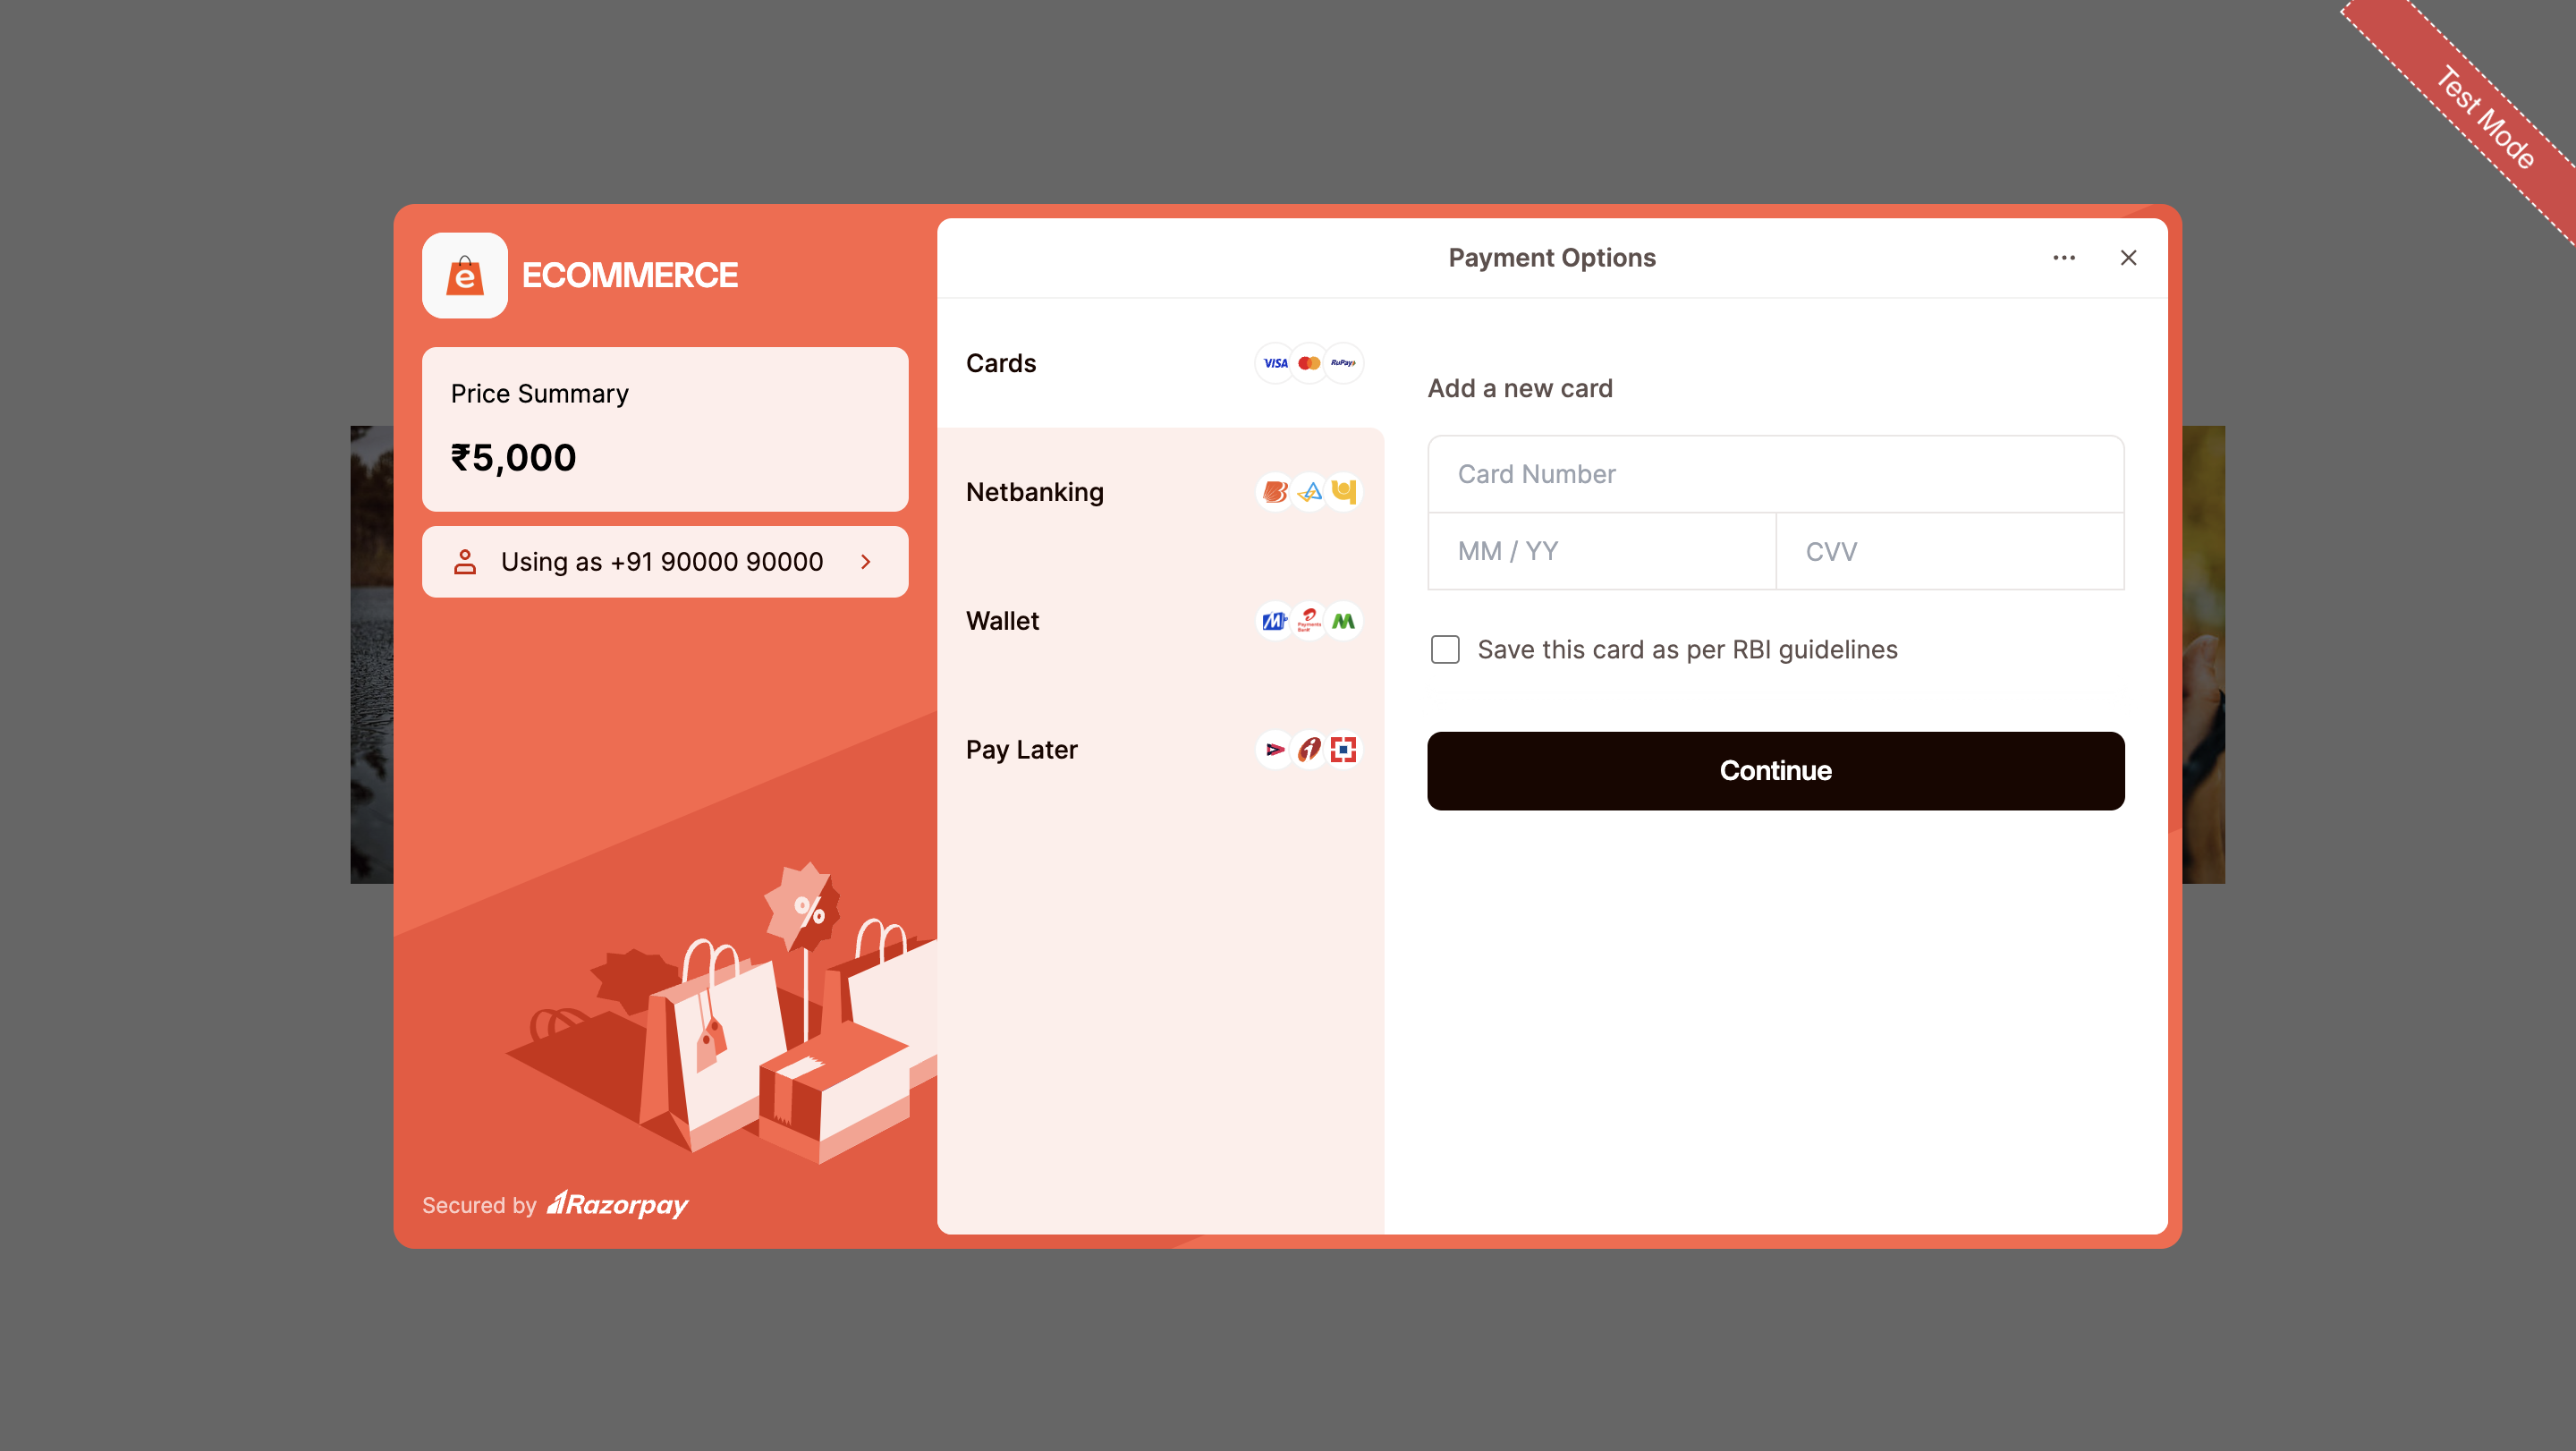 Test Mode
e
ECOMMERCE
Price Summary
₹5,000
Using as +91 90000 90000
Secured by Razorpay
Payment Options
Cards
VISA
RuPay
Netbanking
Wallet
Payments
Bank
Pay Later
Add a new card
Card Number
MM / YY
CVV
Save this card as per RBI guidelines
Continue